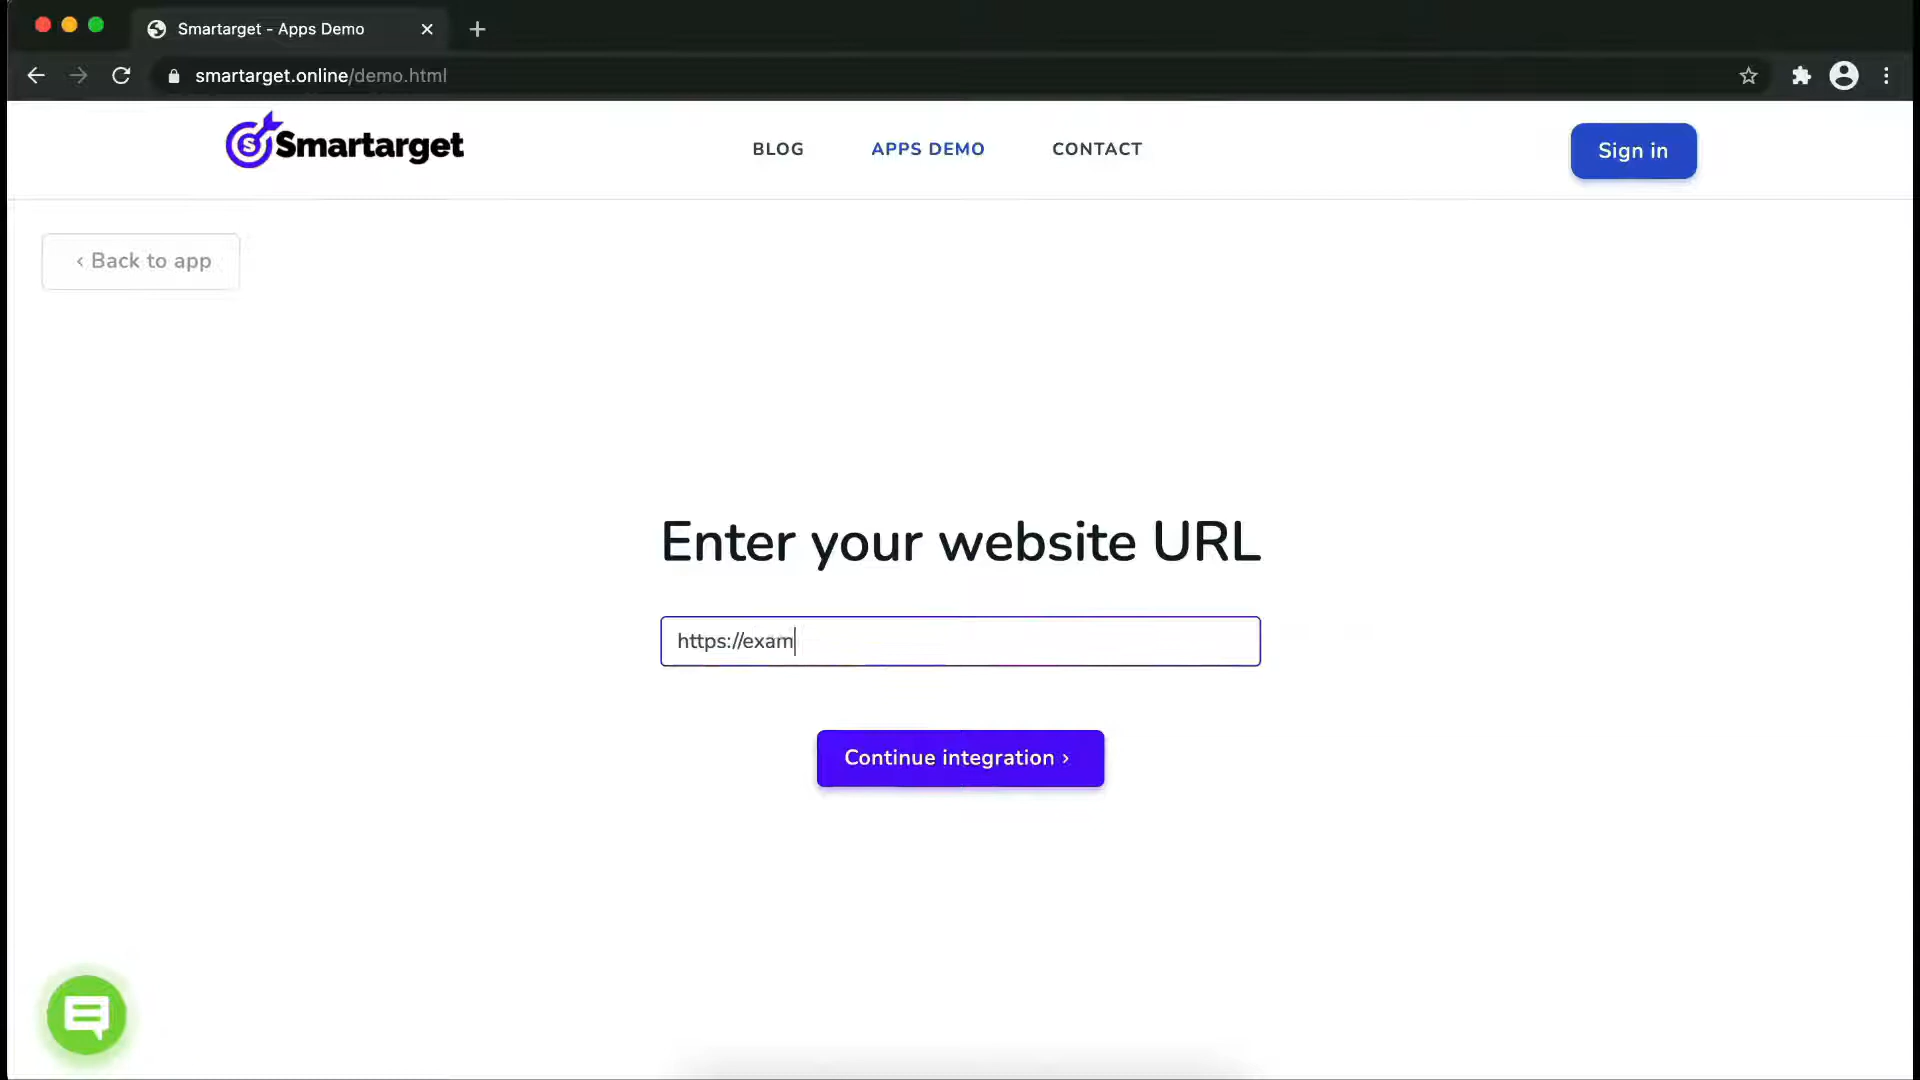 Smartarget - Apps Demo
smartarget.online/demo.html
Smartarget
BLOG
APPS DEMO
CONTACT
Sign in
‹ Back to app
Enter your website URL
https://exam
Continue integration ›